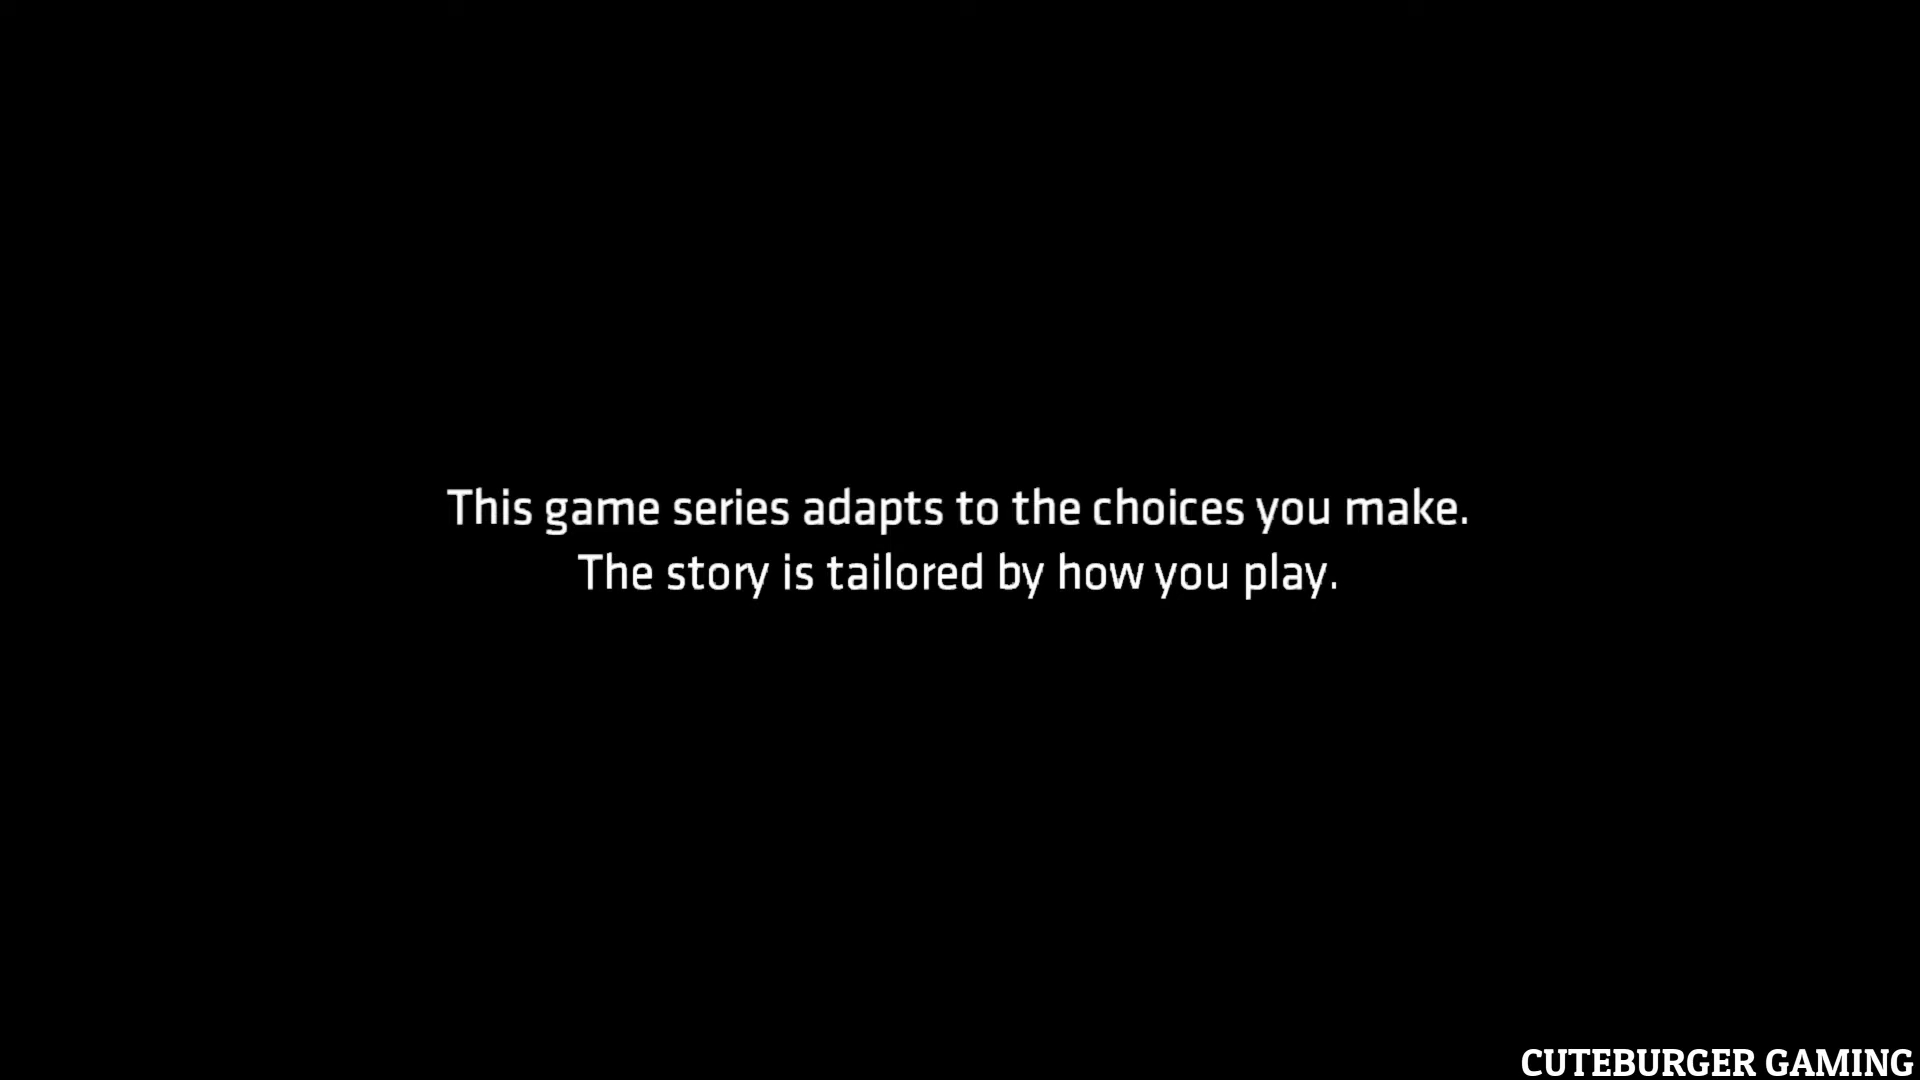 This game series adapts to the choices you make.
The story is tailored by how you play.
CUTEBURGER GAMING